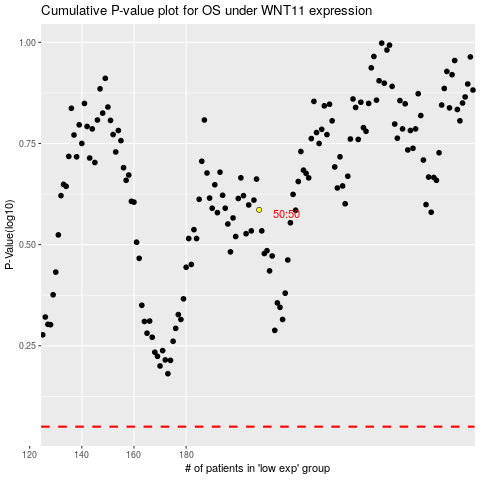 Cumulative P-value plot for OS under WNT11 expression
1.00
0.75
0.50
0.25
50:50
P-Value(log10)
120 140 160 180
# of patients in 'low exp' group